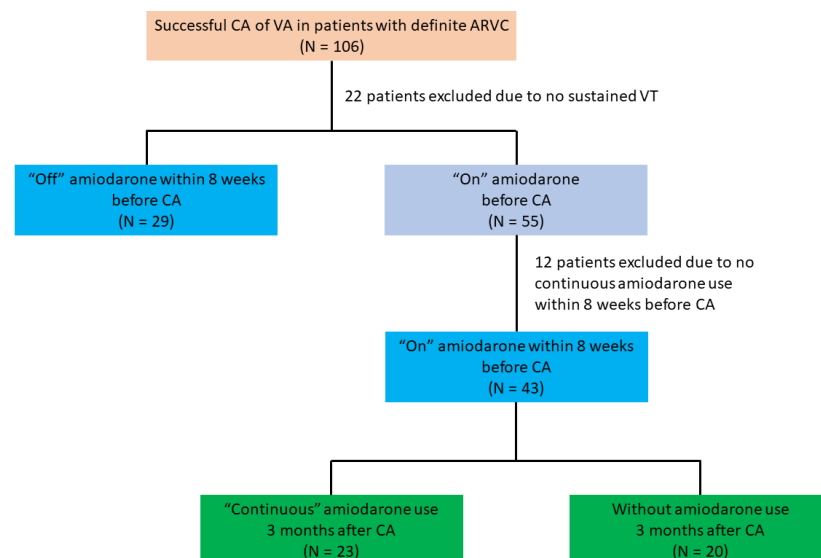 Successful CA of VA in patients with definite ARVC
(N = 106)
22 patients excluded due to no sustained VT
“Off” amiodarone within 8 weeks
before CA
(N = 29)
“On” amiodarone
before CA
(N = 55)
12 patients excluded due to no
continuous amiodarone use
within 8 weeks before CA
“On” amiodarone within 8 weeks
before CA
(N = 43)
“Continuous” amiodarone use
3 months after CA
(N = 23)
Without amiodarone use
3 months after CA
(N = 20)